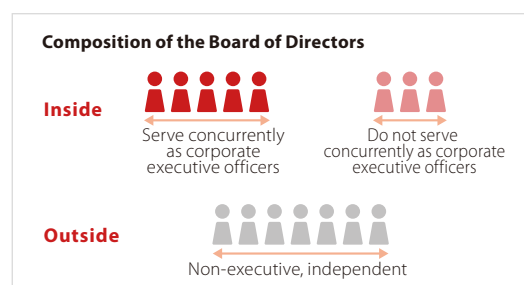 Composition of the Board of Directors
Inside
Serve concurrently
as corporate
executive officers
Do not serve
concurrently as corporate
executive officers
Outside
Non-executive, independent